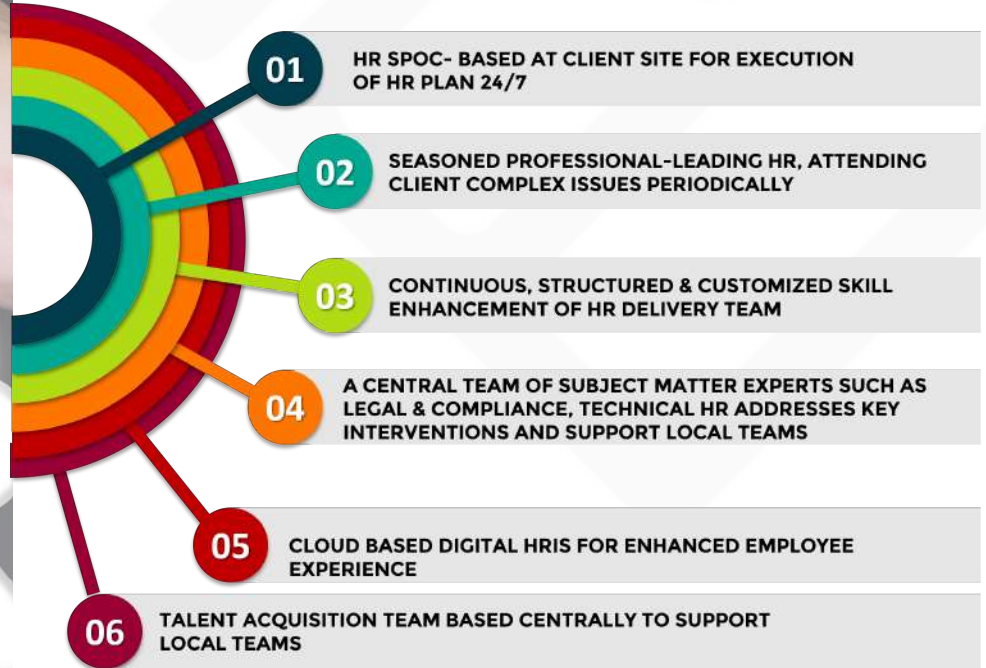 01
HR SPOC- BASED AT CLIENT SITE FOR EXECUTION
OF HR PLAN 24/7
02
SEASONED PROFESSIONAL-LEADING HR, ATTENDING
CLIENT COMPLEX ISSUES PERIODICALLY
03
CONTINUOUS, STRUCTURED & CUSTOMIZED SKILL
ENHANCEMENT OF HR DELIVERY TEAM
04
A CENTRAL TEAM OF SUBJECT MATTER EXPERTS SUCH AS
LEGAL & COMPLIANCE, TECHNICAL HR ADDRESSES KEY
INTERVENTIONS AND SUPPORT LOCAL TEAMS
05
CLOUD BASED DIGITAL HRIS FOR ENHANCED EMPLOYEE
EXPERIENCE
06
TALENT ACQUISITION TEAM BASED CENTRALLY TO SUPPORT
LOCAL TEAMS